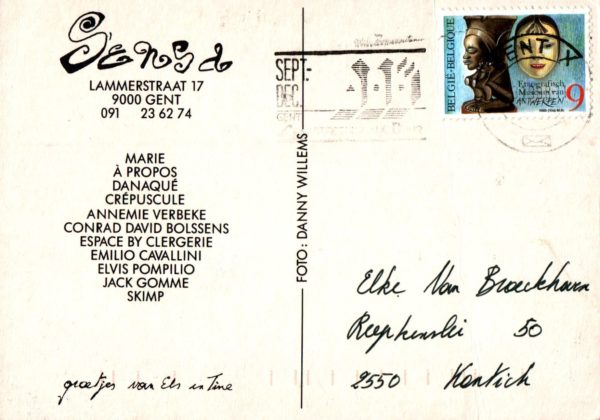 Sensa
LAMMERSTRAAT 17
9000 GENT
091 23 62 74
MARIE
À PROPOS
DANAQUÉ
CRÉPUSCULE
ANNEMIE VERBEKE
CONRAD DAVID BOLSSENS
ESPACE BY CLERGERIE
EMILIO CAVALLINI
ELVIS POMPILIO
JACK GOMME
SKIMP
groetjes van Els en Tine
FOTO: DANNY WILLEMS
SEPT.-
DEC.
GENT
GENT X
BELGIË-BELGIQUE
Etnografisch
Museum van
ANTWERPEN
9
Elke Van Broeckhoven
50
2550 Kontich